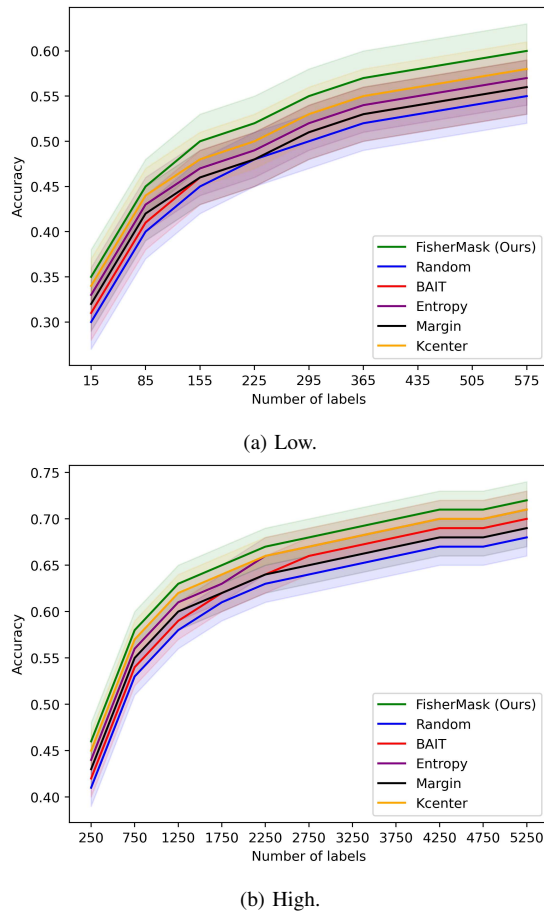 0.60
0.55
0.50
0.45
0.40
0.35
0.30
Accuracy
FisherMask (Ours)
Random
BAIT
Entropy
Margin
Kcenter
15 85 155 225 295 365 435 505 575
Number of labels
(a) Low.
0.75
0.70
0.65
0.60
0.55
0.50
0.45
0.40
Accuracy
FisherMask (Ours)
Random
BAIT
Entropy
Margin
Kcenter
250 750 1250 1750 2250 2750 3250 3750 4250 4750 5250
Number of labels
(b) High.